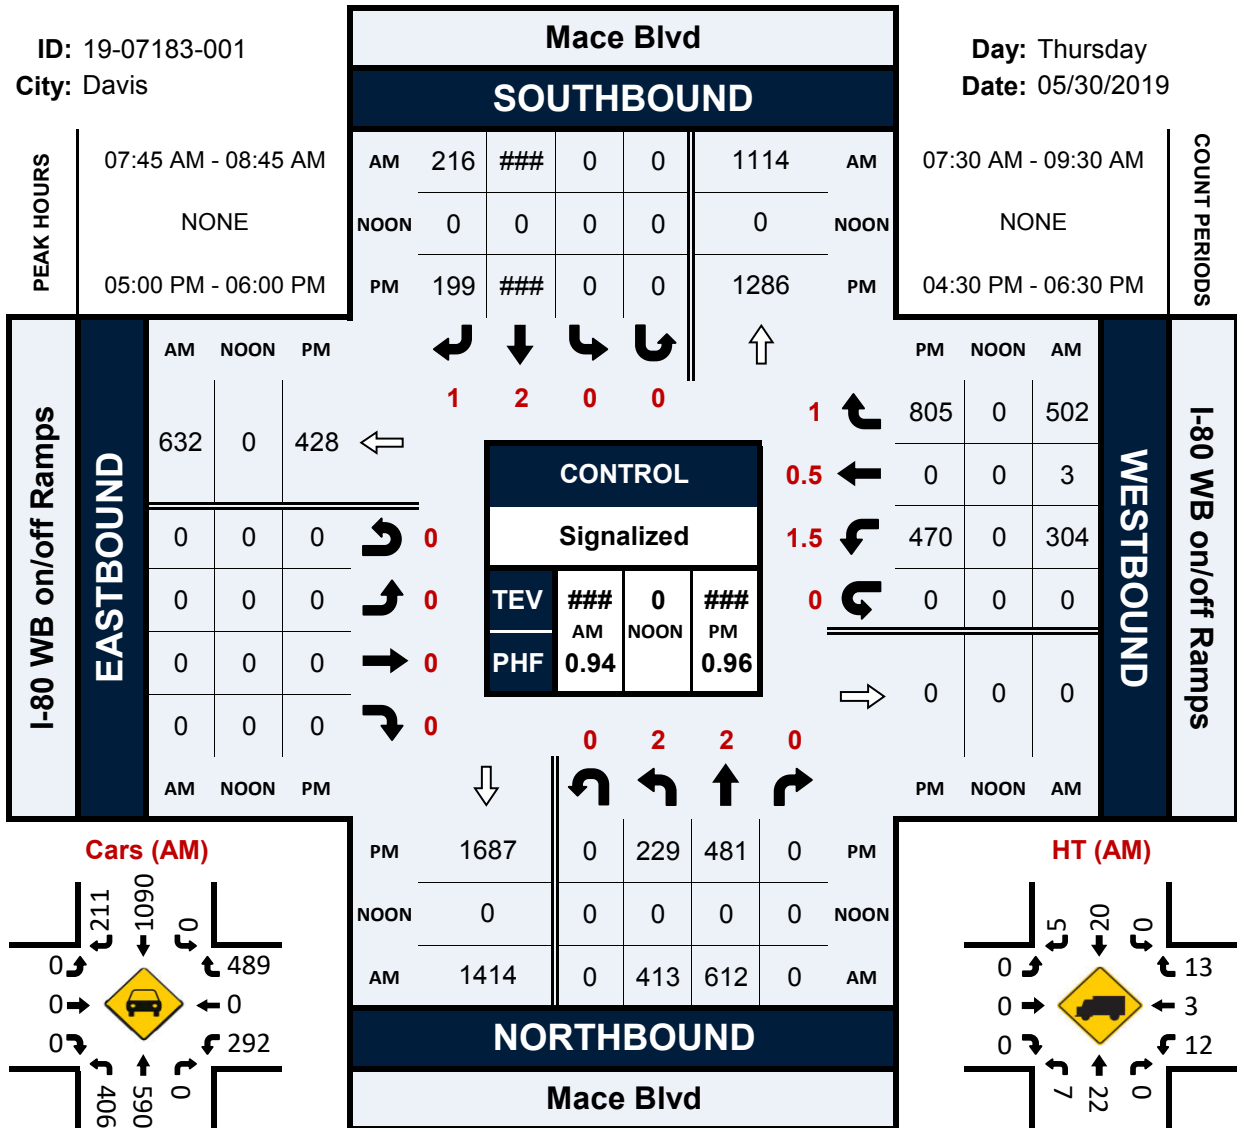 Mace Blvd
ID: 19-07183-001
Day: Thursday
City: Davis
Date: 05/30/2019
SOUTHBOUND
PEAK HOURS
07:45 AM - 08:45 AM
NONE
05:00 PM - 06:00 PM
AM 216 ### 0 0 1114 AM
NOON 0 0 0 0 0 NOON
PM 199 ### 0 0 1286 PM
07:30 AM - 09:30 AM
NONE
04:30 PM - 06:30 PM
COUNT PERIODS
1 2 0 0
I-80 WB on/off Ramps
EASTBOUND
AM NOON PM
632 0 428
0 0 0 0
0 0 0 0
0 0 0 0
0 0 0 0
AM NOON PM
CONTROL
Signalized
TEV ### 0 ###
AM NOON PM
PHF 0.94 0.96
PM NOON AM
1 805 0 502
0.5 0 0 3
1.5 470 0 304
0 0 0 0
0 0 0
PM NOON AM
WESTBOUND
I-80 WB on/off Ramps
0 2 2 0
PM 1687 0 229 481 0 PM
NOON 0 0 0 0 0 NOON
AM 1414 0 413 612 0 AM
NORTHBOUND
Mace Blvd
Cars (AM)
211 1090 0
0 489
0 0
0 292
406 590 0
HT (AM)
5 20 0
0 13
0 3
0 12
7 22 0